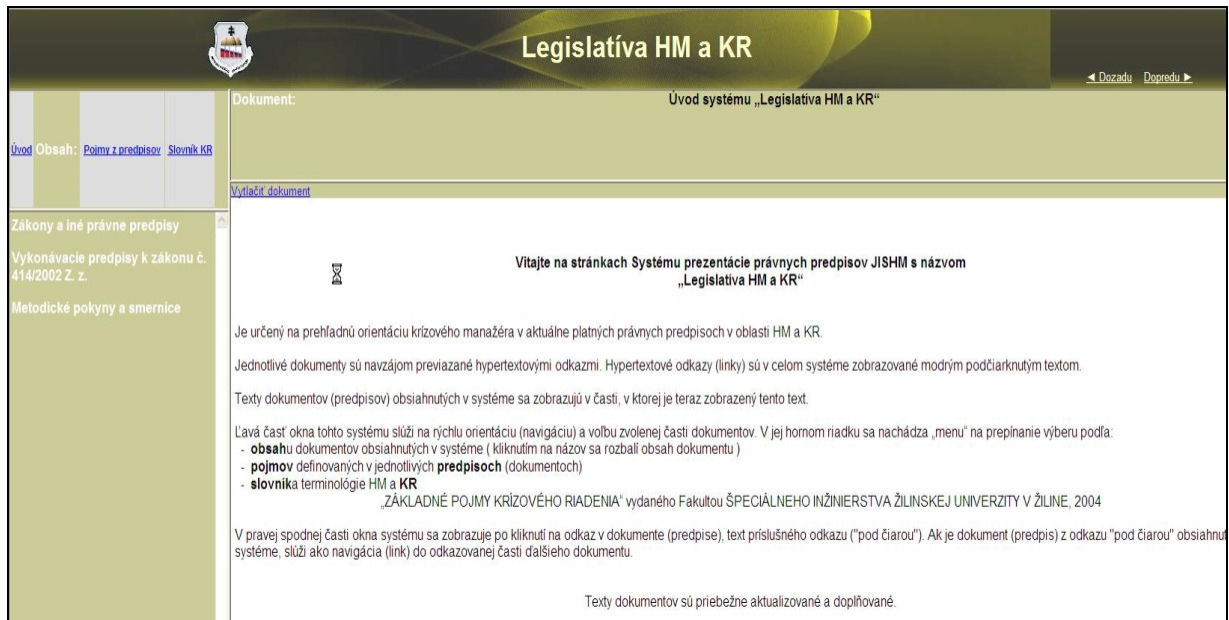 Legislatíva HM a KR
◄ Dozadu Dopredu ►
Úvod Obsah: Pojmy z predpisov Slovník KR
Zákony a iné právne predpisy
Vykonávacie predpisy k zákonu č.
414/2002 Z. z.
Metodické pokyny a smernice
Dokument:
Úvod systému „Legislatíva HM a KR“
Vytlačiť dokument
Vitajte na stránkach Systému prezentácie právnych predpisov JISHM s názvom
„Legislatíva HM a KR“
Je určený na prehľadnú orientáciu krízového manažéra v aktuálne platných právnych predpisoch v oblasti HM a KR.
Jednotlivé dokumenty sú navzájom previazané hypertextovými odkazmi. Hypertextové odkazy (linky) sú v celom systéme zobrazované modrým podčiarknutým textom.
Texty dokumentov (predpisov) obsiahnutých v systéme sa zobrazujú v časti, v ktorej je teraz zobrazený tento text.
Ľavá časť okna tohto systému slúži na rýchlu orientáciu (navigáciu) a voľbu zvolenej časti dokumentov. V jej hornom riadku sa nachádza „menu“ na prepínanie výberu podľa:
- obsahu dokumentov obsiahnutých v systéme ( kliknutím na názov sa rozbalí obsah dokumentu )
- pojmov definovaných v jednotlivých predpisoch (dokumentoch)
- slovníka terminológie HM a KR
„ZÁKLADNÉ POJMY KRÍZOVÉHO RIADENIA“ vydaného Fakultou ŠPECIÁLNEHO INŽINIERSTVA ŽILINSKEJ UNIVERZITY V ŽILINE, 2004
V pravej spodnej časti okna systému sa zobrazuje po kliknutí na odkaz v dokumente (predpise), text príslušného odkazu ("pod čiarou"). Ak je dokument (predpis) z odkazu "pod čiarou" obsiahnut
systéme, slúži ako navigácia (link) do odkazovanej časti ďalšieho dokumentu.
Texty dokumentov sú priebežne aktualizované a doplňované.